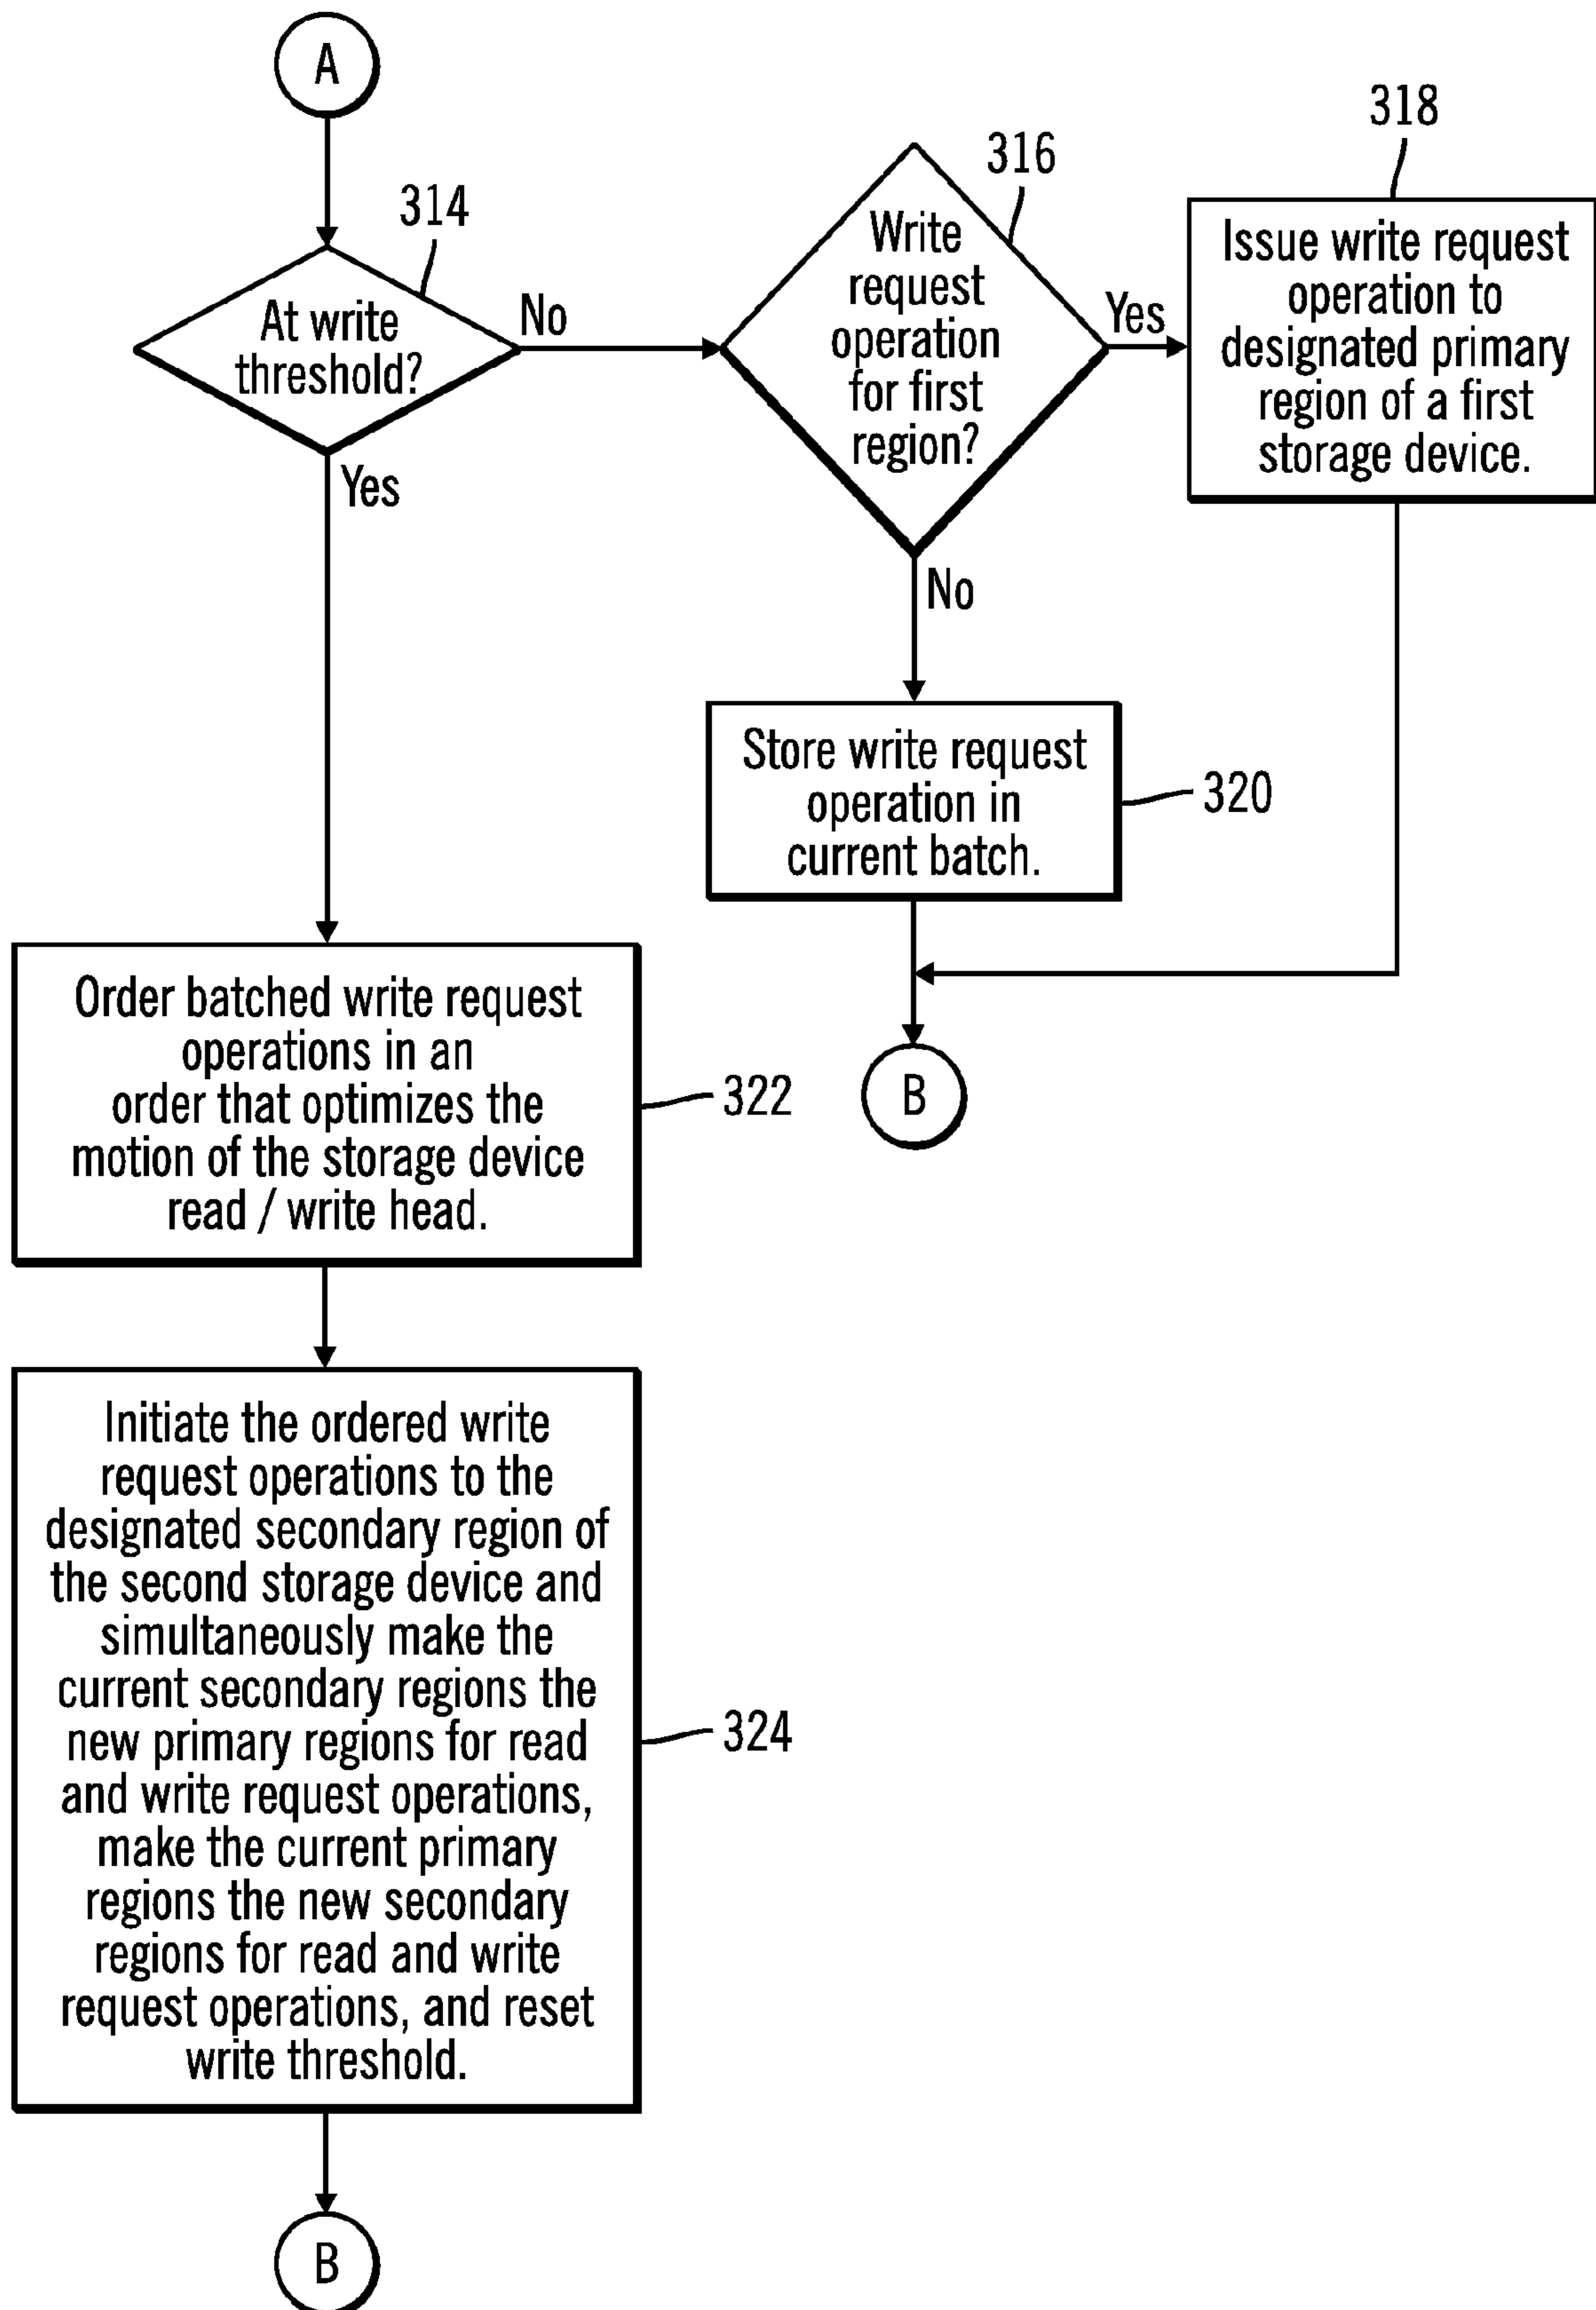 A
314
At write
threshold?
No
Yes
316
Write
request
operation
for first
region?
Yes
No
318
Issue write request
operation to
designated primary
region of a first
storage device.
Store write request
operation in
current batch.
320
B
Order batched write request
operations in an
order that optimizes the
motion of the storage device
read / write head.
322
Initiate the ordered write
request operations to the
designated secondary region of
the second storage device and
simultaneously make the
current secondary regions the
new primary regions for read
and write request operations,
make the current primary
regions the new secondary
regions for read and write
request operations, and reset
write threshold.
324
B